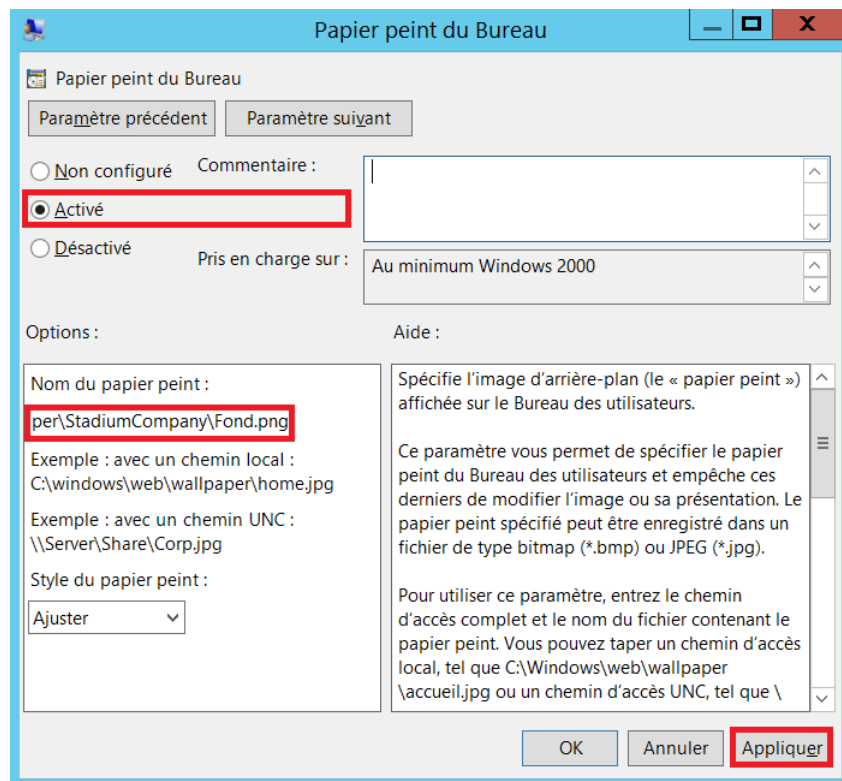 Papier peint du Bureau
Papier peint du Bureau
Paramètre précédent
Paramètre suivant
Non configuré
Commentaire :
Activé
Désactivé
Pris en charge sur :
Au minimum Windows 2000
Options :
Aide :
Nom du papier peint :
per\StadiumCompany\Fond.png
Exemple : avec un chemin local :
C:\windows\web\wallpaper\home.jpg
Exemple : avec un chemin UNC :
\\Server\Share\Corp.jpg
Style du papier peint :
Ajuster
Spécifie l'image d'arrière-plan (le « papier peint »)
affichée sur le Bureau des utilisateurs.
Ce paramètre vous permet de spécifier le papier
peint du Bureau des utilisateurs et empêche ces
derniers de modifier l'image ou sa présentation. Le
papier peint spécifié peut être enregistré dans un
fichier de type bitmap (*.bmp) ou JPEG (*.jpg).
Pour utiliser ce paramètre, entrez le chemin
d'accès complet et le nom du fichier contenant le
papier peint. Vous pouvez taper un chemin d'accès
local, tel que C:\Windows\web\wallpaper
\accueil.jpg ou un chemin d'accès UNC, tel que \
OK
Annuler
Appliquer